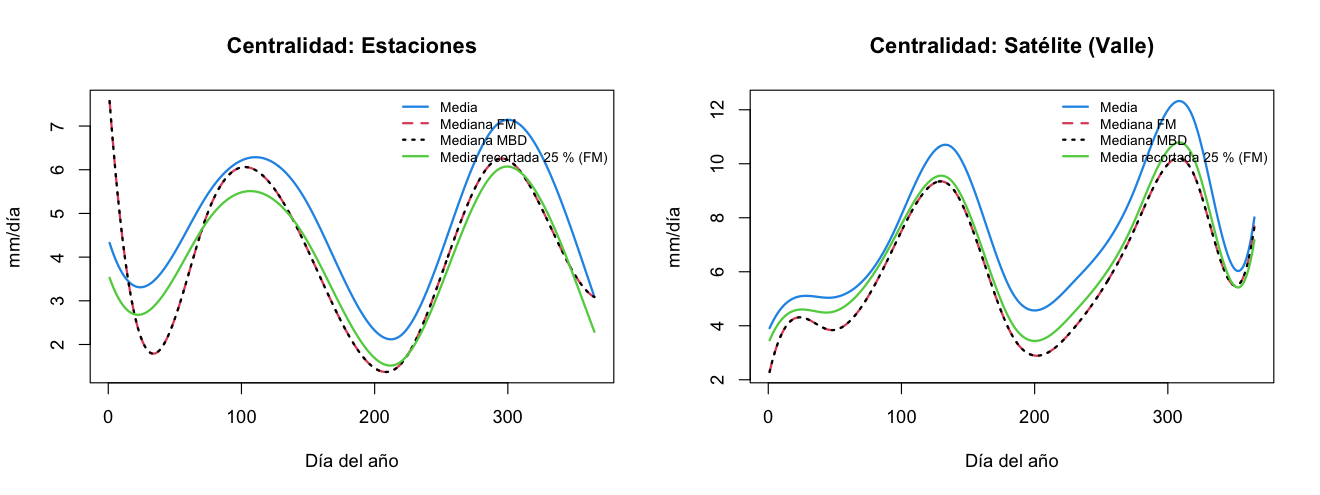 Centralidad: Estaciones
mm/día
7
6
5
4
3
2
Media
Mediana FM
Mediana MBD
Media recortada 25 % (FM)
0 100 200 300
Día del año
Centralidad: Satélite (Valle)
mm/día
12
10
8
6
4
2
Media
Mediana FM
Mediana MBD
Media recortada 25 % (FM)
0 100 200 300
Día del año